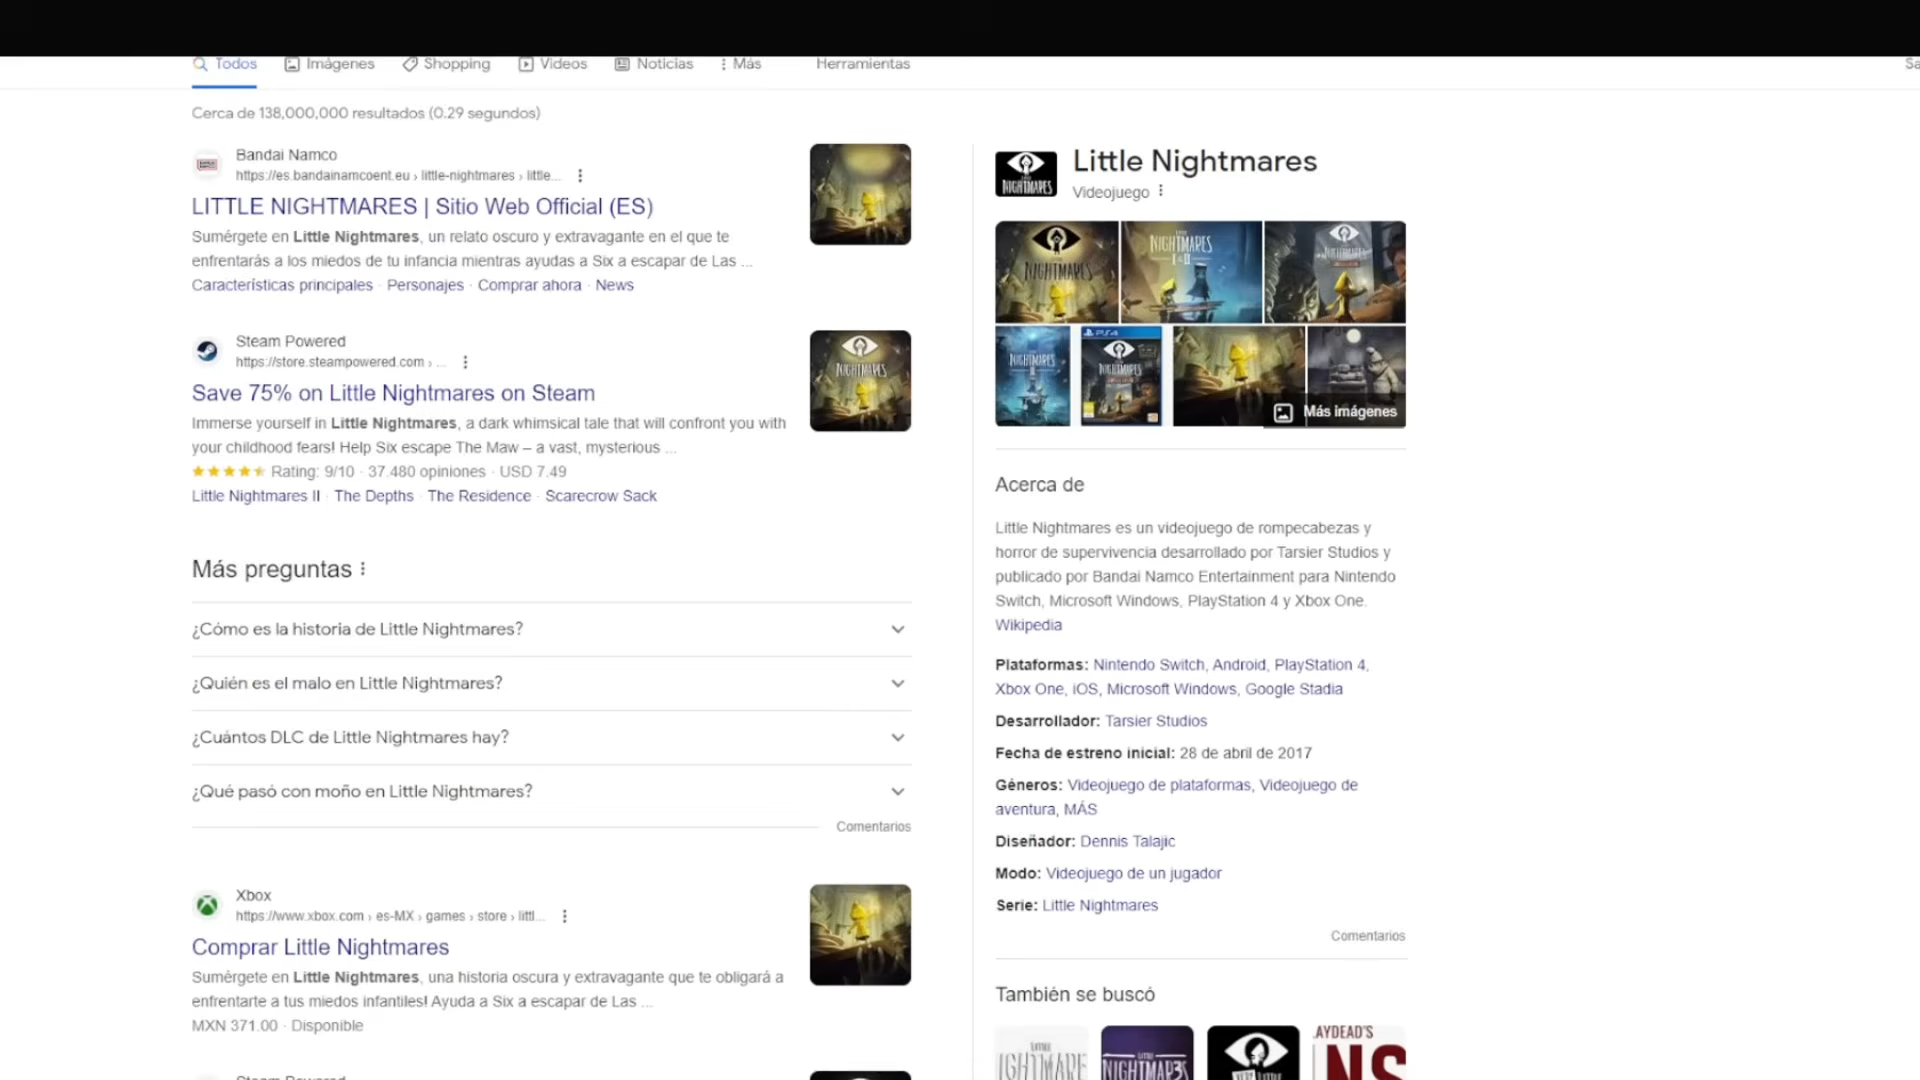 Todos Imágenes Shopping Videos Noticias Más Herramientas
Cerca de 138,000,000 resultados (0.29 segundos)
Bandai Namco
https://es.bandainamcoent.eu › little-nightmares › little...
LITTLE NIGHTMARES | Sitio Web Official (ES)
Sumérgete en Little Nightmares, un relato oscuro y extravagante en el que te
enfrentarás a los miedos de tu infancia mientras ayudas a Six a escapar de Las ...
Características principales · Personajes · Comprar ahora · News
Steam Powered
https://store.steampowered.com › ...
Save 75% on Little Nightmares on Steam
Immerse yourself in Little Nightmares, a dark whimsical tale that will confront you with
your childhood fears! Help Six escape The Maw – a vast, mysterious ...
Rating: 9/10 · 37.480 opiniones · USD 7.49
Little Nightmares II · The Depths · The Residence · Scarecrow Sack
Más preguntas
¿Cómo es la historia de Little Nightmares?
¿Quién es el malo en Little Nightmares?
¿Cuántos DLC de Little Nightmares hay?
¿Qué pasó con moño en Little Nightmares?
Comentarios
Xbox
https://www.xbox.com › es-MX › games › store › littl...
Comprar Little Nightmares
Sumérgete en Little Nightmares, una historia oscura y extravagante que te obligará a
enfrentarte a tus miedos infantiles! Ayuda a Six a escapar de Las ...
MXN 371.00 · Disponible
Steam Powered
NIGHTMARES
Little Nightmares
Videojuego
NIGHTMARES
NIGHTMARES
NIGHTMARES
NIGHTMARES
PS4
NIGHTMARES
Más imágenes
Acerca de
Little Nightmares es un videojuego de rompecabezas y
horror de supervivencia desarrollado por Tarsier Studios y
publicado por Bandai Namco Entertainment para Nintendo
Switch, Microsoft Windows, PlayStation 4 y Xbox One.
Wikipedia
Plataformas: Nintendo Switch, Android, PlayStation 4,
Xbox One, iOS, Microsoft Windows, Google Stadia
Desarrollador: Tarsier Studios
Fecha de estreno inicial: 28 de abril de 2017
Géneros: Videojuego de plataformas, Videojuego de
aventura, MÁS
Diseñador: Dennis Talajic
Modo: Videojuego de un jugador
Serie: Little Nightmares
Comentarios
También se buscó